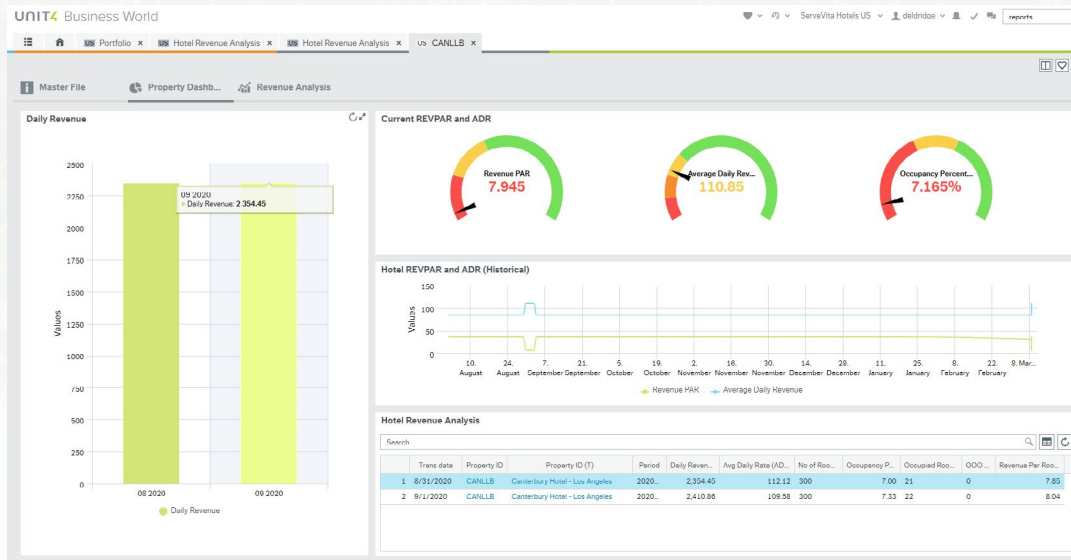 UNIT4 Business World
ServeVita Hotels US
deldridge
reports
US Portfolio x
US Hotel Revenue Analysis x
US Hotel Revenue Analysis x
US CANLLB x
Master File
Property Dashb...
Revenue Analysis
Daily Revenue
2500
2250
2000
1750
1500
1250
1000
750
500
250
0
Values
09 2020
Daily Revenue: 2 354.45
08 2020
09 2020
Daily Revenue
Current REVPAR and ADR
Revenue PAR
7.945
Average Daily Rev...
110.85
Occupancy Percent...
7.165%
Hotel REVPAR and ADR (Historical)
150
100
50
0
Values
10. August
24. August
7. September
21. September
5. October
19. October
2. November
16. November
30. November
14. December
28. December
11. January
25. January
8. February
22. February
8. Mar...
Revenue PAR
Average Daily Revenue
Hotel Revenue Analysis
Search
Trans date Property ID Property ID (T) Period Daily Reven... Avg Daily Rate (AD... No of Roo... Occupancy P... Occupied Roo... OOO ... Revenue Per Roo...
1 8/31/2020 CANLLB Canterbury Hotel - Los Angeles 2020... 2,354.45 112.12 300 7.00 21 0 7.85
2 9/1/2020 CANLLB Canterbury Hotel - Los Angeles 2020... 2,410.86 109.58 300 7.33 22 0 8.04